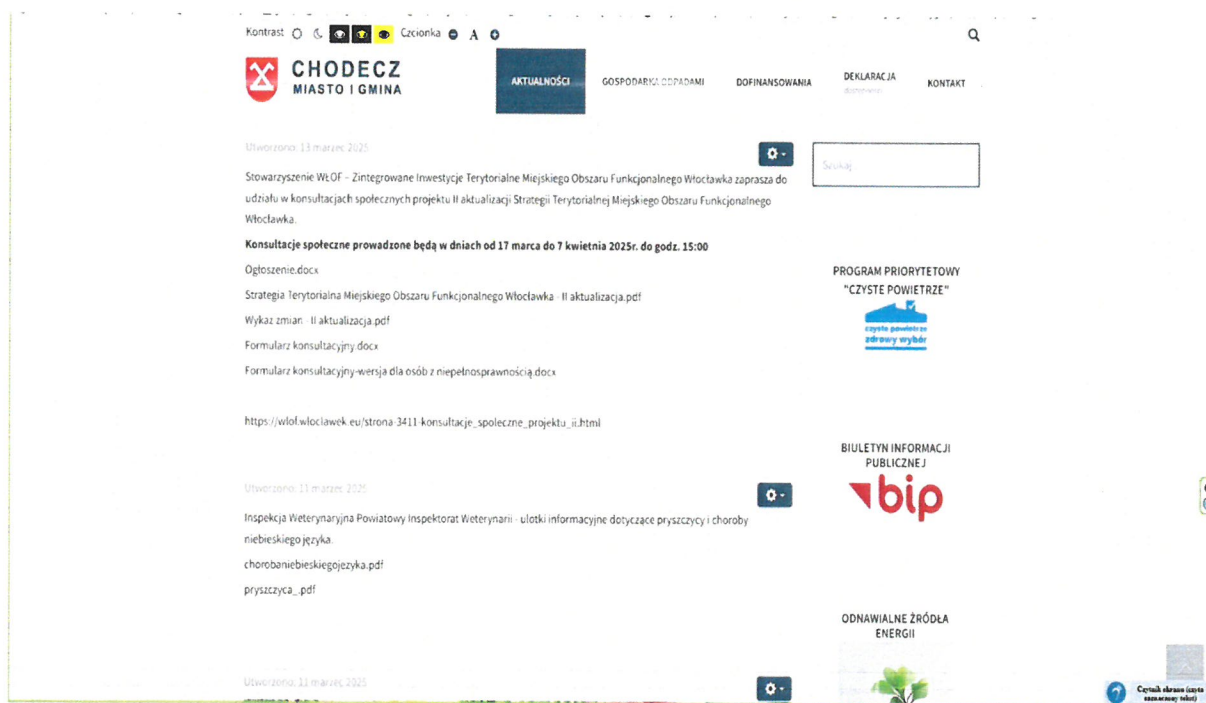 Kontrast
Czcionka
A
CHODECZ
MIASTO I GMINA
AKTUALNOŚCI
GOSPODARKA ODPADAMI
DOFINANSOWANIA
DEKLARACJA
dostępności
KONTAKT
Utworzono: 13 marzec 2025
Szukaj
Stowarzyszenie WŁOF – Zintegrowane Inwestycje Terytorialne Miejskiego Obszaru Funkcjonalnego Włocławka zaprasza do
udziału w konsultacjach społecznych projektu II aktualizacji Strategii Terytorialnej Miejskiego Obszaru Funkcjonalnego
Włocławka.
Konsultacje społeczne prowadzone będą w dniach od 17 marca do 7 kwietnia 2025r. do godz. 15:00
Ogłoszenie.docx
Strategia Terytorialna Miejskiego Obszaru Funkcjonalnego Włocławka - II aktualizacja.pdf
Wykaz zmian - II aktualizacja.pdf
Formularz konsultacyjny.docx
Formularz konsultacyjny-wersja dla osób z niepełnosprawnością.docx
https://wlof.wloclawek.eu/strona-3411-konsultacje_spoleczne_projektu_ii.html
PROGRAM PRIORYTETOWY
"CZYSTE POWIETRZE"
czyste powietrze
zdrowy wybór
BIULETYN INFORMACJI
PUBLICZNEJ
bip
Utworzono: 11 marzec 2025
Inspekcja Weterynaryjna Powiatowy Inspektorat Weterynarii - ulotki informacyjne dotyczące pryszczycy i choroby
niebieskiego języka.
chorobaniebieskiegojezyka.pdf
pryszczyca_.pdf
ODNAWIALNE ŹRÓDŁA
ENERGII
Utworzono: 11 marzec 2025
Czytnik ekranu (czyta
zaznaczony tekst)